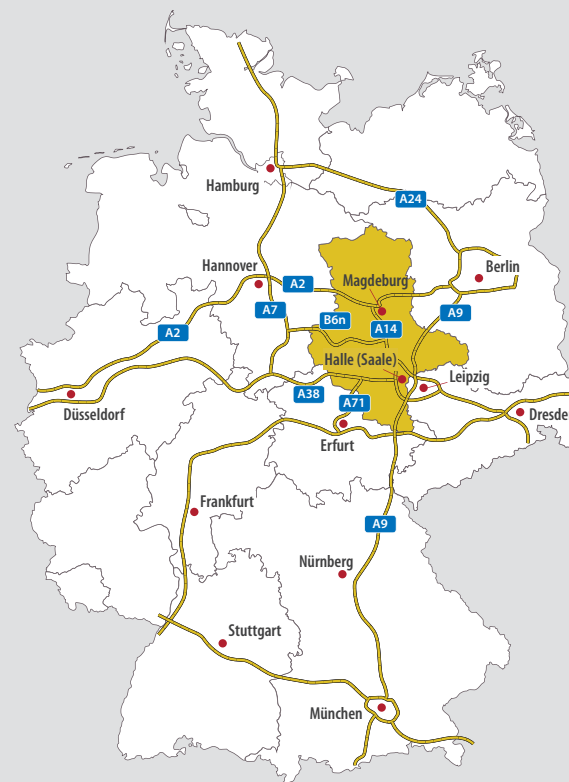 Hamburg
A24
Hannover
A2
Magdeburg
Berlin
A7
B6n
A9
A2
A14
Halle (Saale)
Leipzig
Düsseldorf
A38
A71
Dresde
Erfurt
Frankfurt
A9
Nürnberg
Stuttgart
München